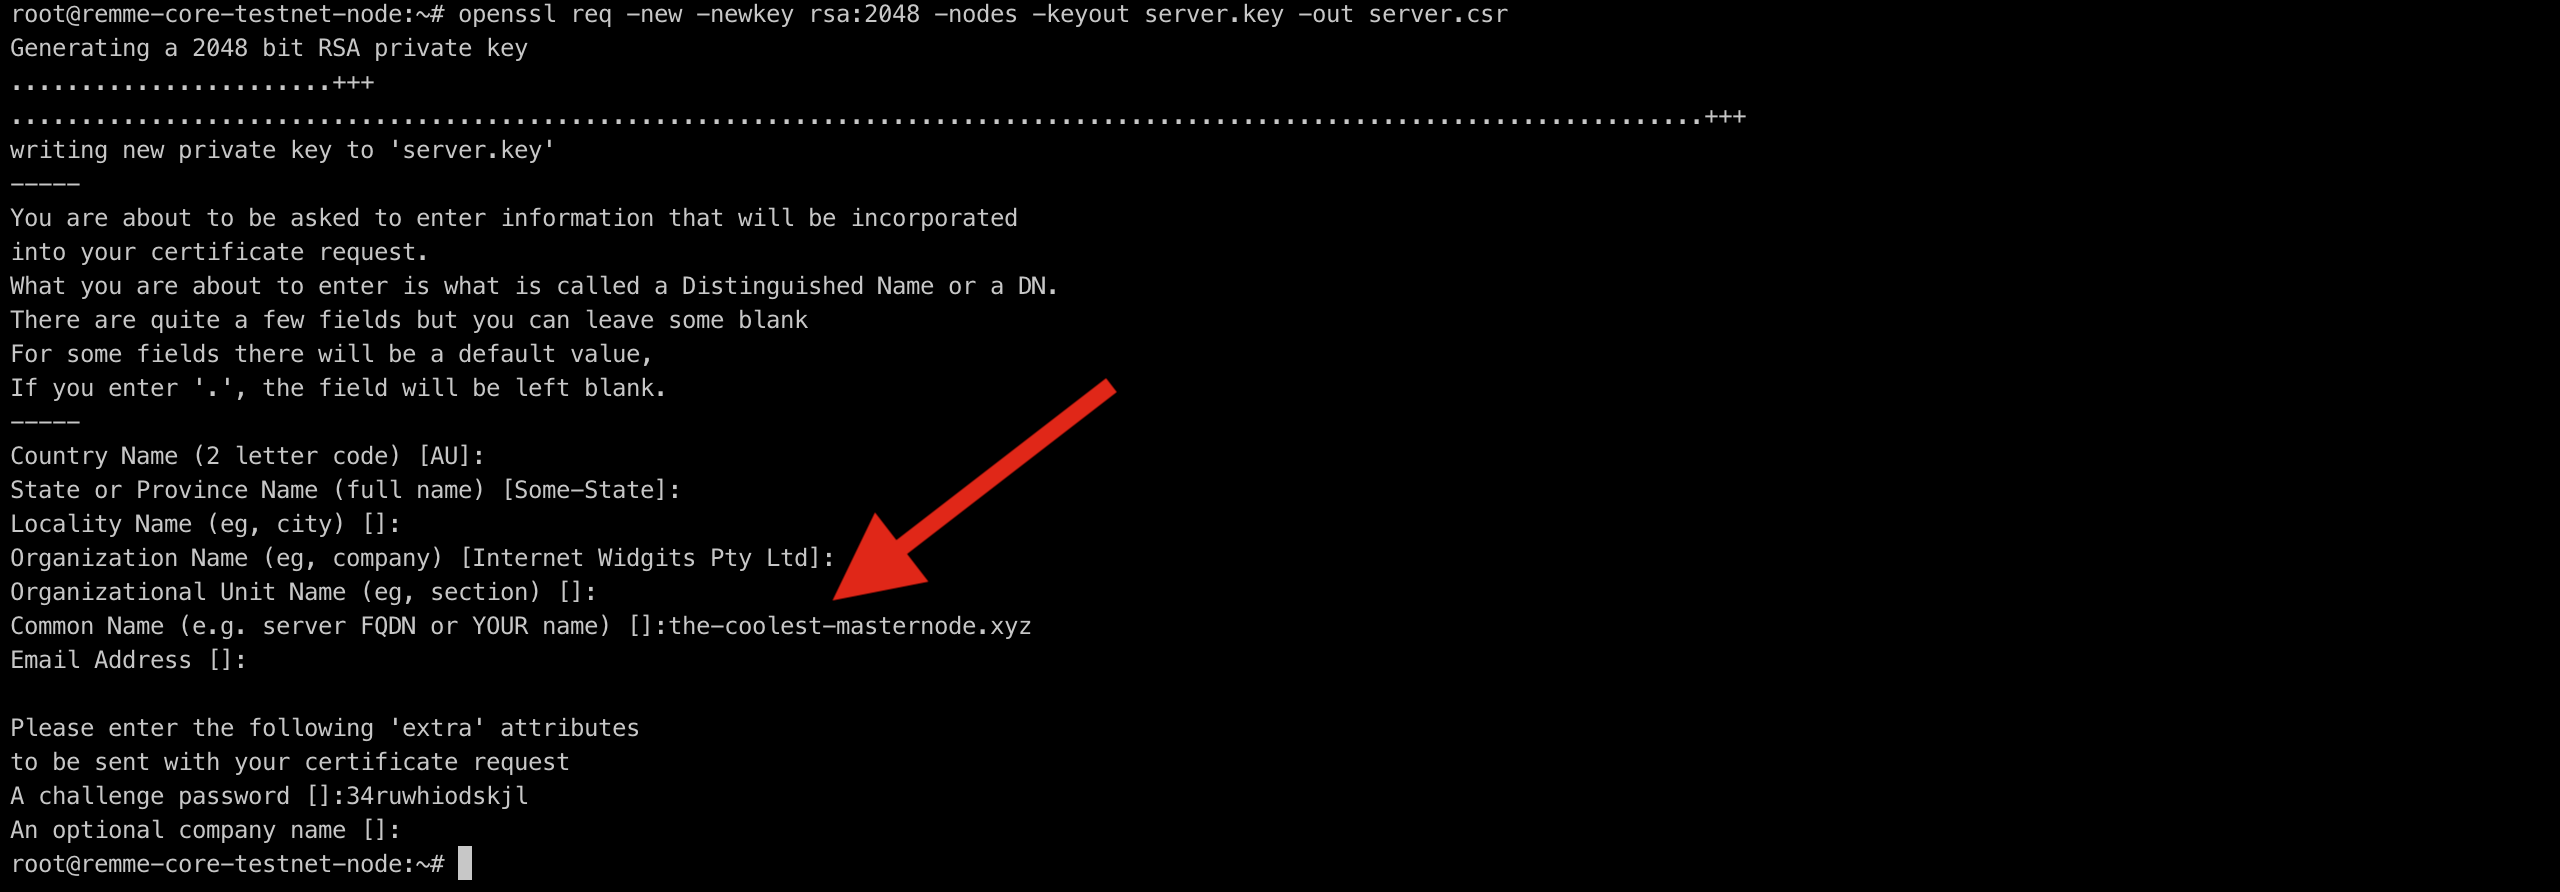 root@remme-core-testnet-node:~# openssl req -new -newkey rsa:2048 -nodes -keyout server.key -out server.csr
Generating a 2048 bit RSA private key
.......................+++
.........................................................................................................................+++
writing new private key to 'server.key'
-----
You are about to be asked to enter information that will be incorporated
into your certificate request.
What you are about to enter is what is called a Distinguished Name or a DN.
There are quite a few fields but you can leave some blank
For some fields there will be a default value,
If you enter '.', the field will be left blank.
-----
Country Name (2 letter code) [AU]:
State or Province Name (full name) [Some-State]:
Locality Name (eg, city) []:
Organization Name (eg, company) [Internet Widgits Pty Ltd]:
Organizational Unit Name (eg, section) []:
Common Name (e.g. server FQDN or YOUR name) []:the-coolest-masternode.xyz
Email Address []:
Please enter the following 'extra' attributes
to be sent with your certificate request
A challenge password []:34ruwhiodskjl
An optional company name []:
root@remme-core-testnet-node:~#